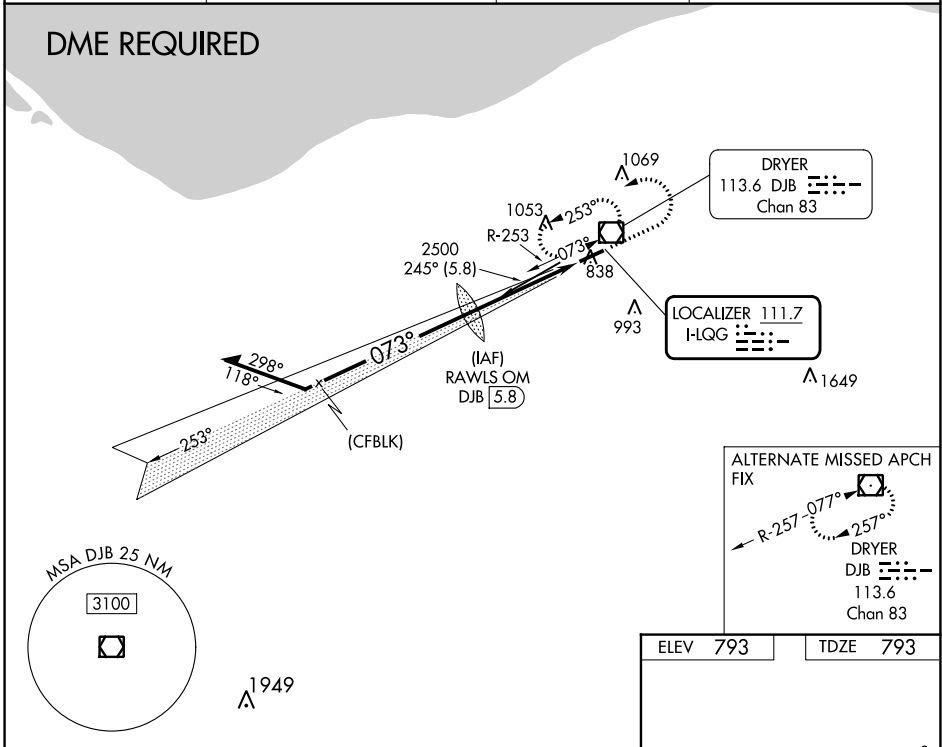 DME REQUIRED
1069
DRYER
113.6 DJB
Chan 83
1053
253°
R-253
073°
2500
245° (5.8)
838
993
LOCALIZER 111.7
I-LQG
073°
(IAF)
RAWLS OM
DJB 5.8
1649
298°
118°
(CFBLK)
253°
ALTERNATE MISSED APCH
FIX
R-257
077°
257°
DRYER
DJB
113.6
Chan 83
MSA DJB 25 NM
3100
1949
ELEV 793
TDZE 793